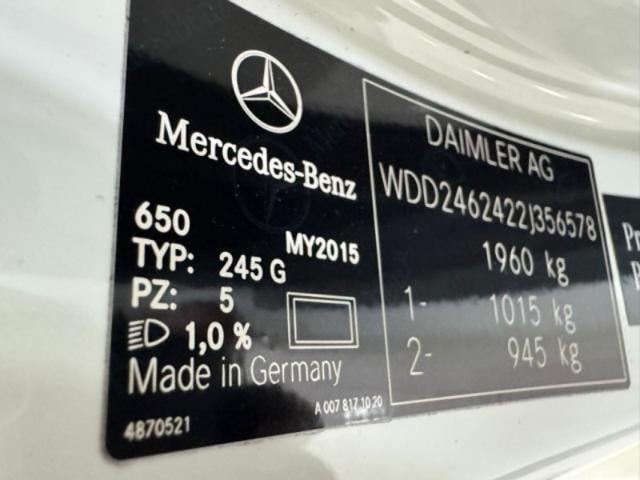 Mercedes-Benz
650
MY2015
TYP: 245 G
PZ: 5
1,0 %
Made in Germany
A 007 817 10 20
4870521
DAIMLER AG
WDD2462422J356578
1960 kg
1- 1015 kg
2- 945 kg